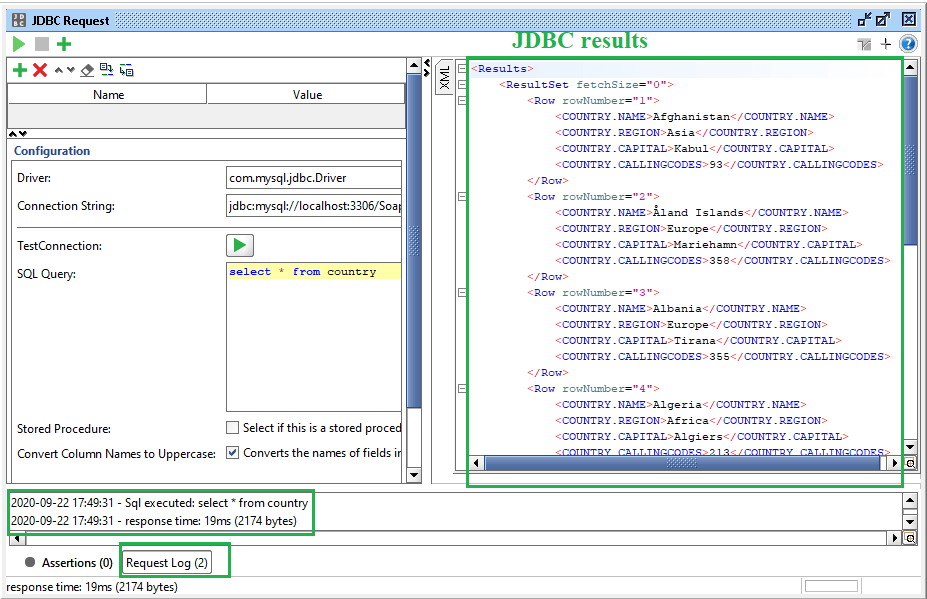 JDBC Request
JDBC results
Name
Value
Configuration
Driver:
com.mysql.jdbc.Driver
Connection String:
jdbc:mysql://localhost:3306/Soap
TestConnection:
SQL Query:
select * from country
Stored Procedure:
Select if this is a stored proced
Convert Column Names to Uppercase:
Converts the names of fields in
XML
<Results>
<ResultSet fetchSize="0">
<Row rowNumber="1">
<COUNTRY.NAME>Afghanistan</COUNTRY.NAME>
<COUNTRY.REGION>Asia</COUNTRY.REGION>
<COUNTRY.CAPITAL>Kabul</COUNTRY.CAPITAL>
<COUNTRY.CALLINGCODES>93</COUNTRY.CALLINGCODES>
</Row>
<Row rowNumber="2">
<COUNTRY.NAME>Åland Islands</COUNTRY.NAME>
<COUNTRY.REGION>Europe</COUNTRY.REGION>
<COUNTRY.CAPITAL>Mariehamn</COUNTRY.CAPITAL>
<COUNTRY.CALLINGCODES>358</COUNTRY.CALLINGCODES>
</Row>
<Row rowNumber="3">
<COUNTRY.NAME>Albania</COUNTRY.NAME>
<COUNTRY.REGION>Europe</COUNTRY.REGION>
<COUNTRY.CAPITAL>Tirana</COUNTRY.CAPITAL>
<COUNTRY.CALLINGCODES>355</COUNTRY.CALLINGCODES>
</Row>
<Row rowNumber="4">
<COUNTRY.NAME>Algeria</COUNTRY.NAME>
<COUNTRY.REGION>Africa</COUNTRY.REGION>
<COUNTRY.CAPITAL>Algiers</COUNTRY.CAPITAL>
<COUNTRY.CALLINGCODES>213</COUNTRY.CALLINGCODES>
2020-09-22 17:49:31 - Sql executed: select * from country
2020-09-22 17:49:31 - response time: 19ms (2174 bytes)
Assertions (0)
Request Log (2)
response time: 19ms (2174 bytes)